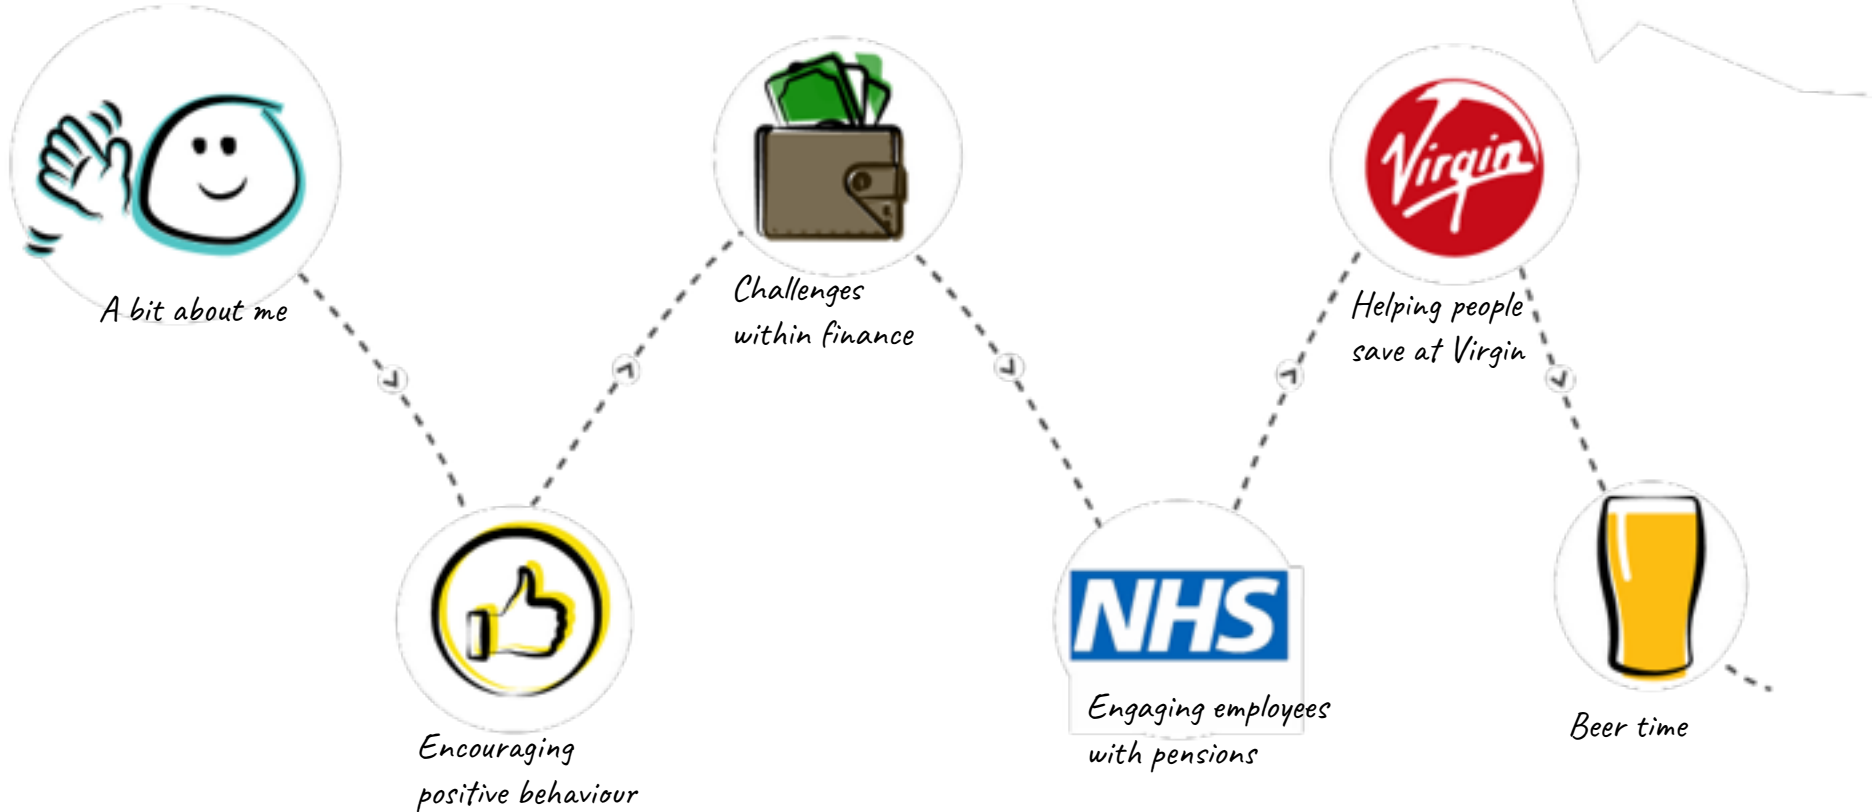 A bit about me
Encouraging
positive behaviour
Challenges
within finance
NHS
Engaging employees
with pensions
Virgin
Helping people
save at Virgin
Beer time